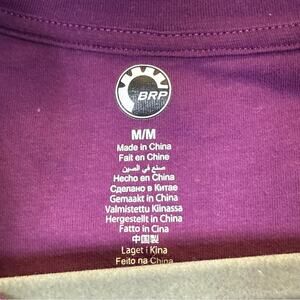 BRP
M/M
Made in China
Fait en Chine
صنع في الصين
Hecho en China
Сделано в Китае
Gemaakt in China
Valmistettu Kiinassa
Hergestellt in China
Fatto in Cina
中国製
Laget i Kina
Feito na China